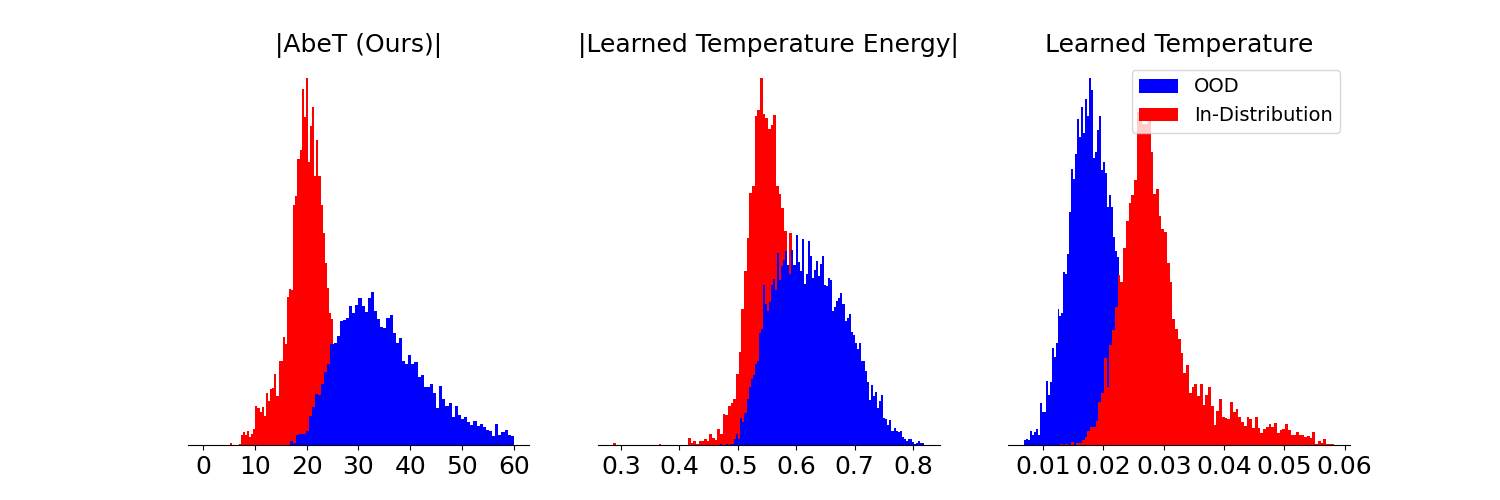 |AbeT (Ours)|
|Learned Temperature Energy|
Learned Temperature
OOD
In-Distribution
0 10 20 30 40 50 60
0.3 0.4 0.5 0.6 0.7 0.8
0.01 0.02 0.03 0.04 0.05 0.06